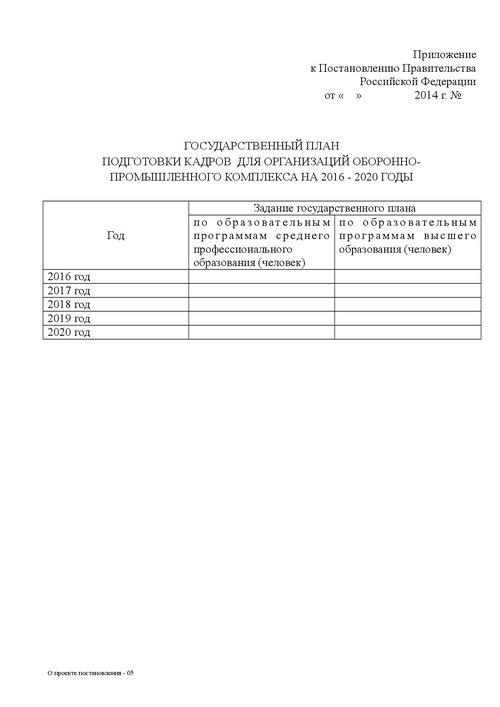 Приложение
к Постановлению Правительства
Российской Федерации
от « » 2014 г. №
ГОСУДАРСТВЕННЫЙ ПЛАН
ПОДГОТОВКИ КАДРОВ ДЛЯ ОРГАНИЗАЦИЙ ОБОРОННО-
ПРОМЫШЛЕННОГО КОМПЛЕКСА НА 2016 - 2020 ГОДЫ
Год
Задание государственного плана
по образовательным
программам среднего
профессионального
образования (человек)
по образовательным
программам высшего
образования (человек)
2016 год
2017 год
2018 год
2019 год
2020 год
О проекте постановления - 05